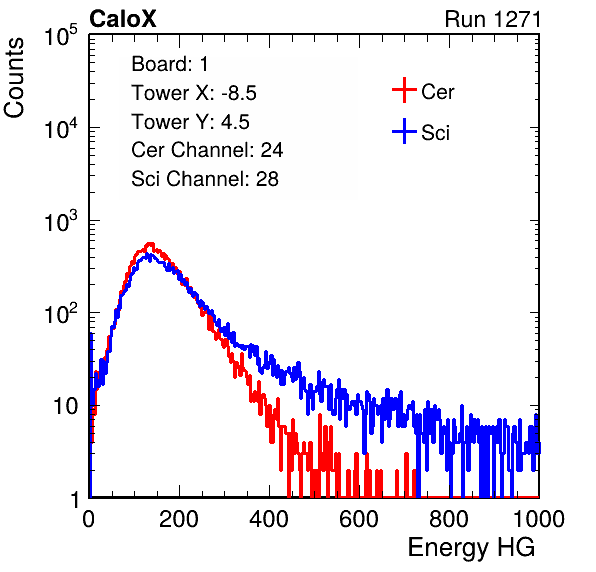 CaloX
Run 1271
Counts
Board: 1
Tower X: -8.5
Tower Y: 4.5
Cer Channel: 24
Sci Channel: 28
Cer
Sci
10^5
10^4
10^3
10^2
10
1
0 200 400 600 800 1000
Energy HG